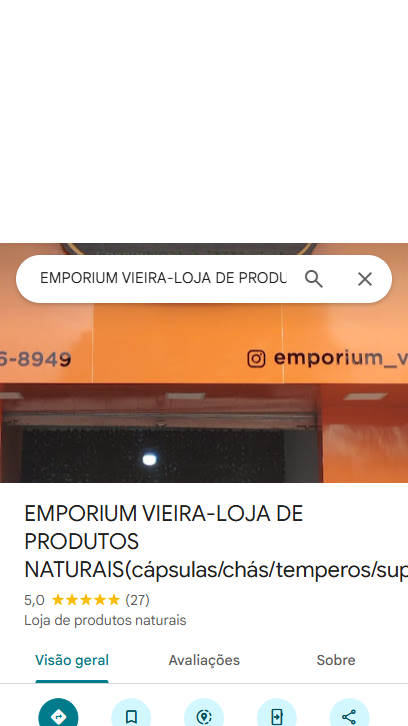 EMPORIUM VIEIRA-LOJA DE PRODU
6-8949
emporium_v
EMPORIUM VIEIRA-LOJA DE
PRODUTOS
NATURAIS(cápsulas/chás/temperos/sup
5,0 ★★★★★ (27)
Loja de produtos naturais
Visão geral
Avaliações
Sobre